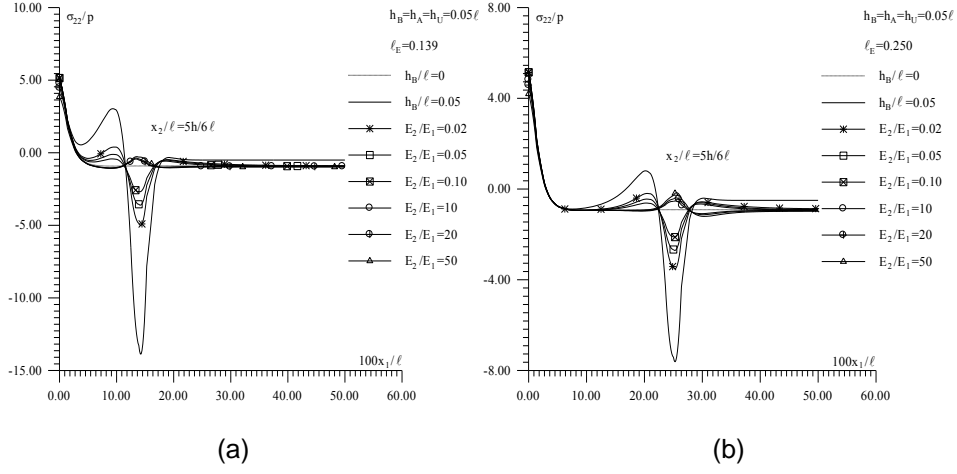 σ22/p
10.00
5.00
0.00
-5.00
-10.00
-15.00
0.00 10.00 20.00 30.00 40.00 50.00 60.00
100x1/ℓ
x2/ℓ=5h/6ℓ
hB=hA=hU=0.05ℓ
ℓE=0.139
hB/ℓ=0
hB/ℓ=0.05
E2/E1=0.02
E2/E1=0.05
E2/E1=0.10
E2/E1=10
E2/E1=20
E2/E1=50
(a)
σ22/p
8.00
4.00
0.00
-4.00
-8.00
0.00 10.00 20.00 30.00 40.00 50.00 60.00
100x1/ℓ
x2/ℓ=5h/6ℓ
hB=hA=hU=0.05ℓ
ℓE=0.250
hB/ℓ=0
hB/ℓ=0.05
E2/E1=0.02
E2/E1=0.05
E2/E1=0.10
E2/E1=10
E2/E1=20
E2/E1=50
(b)